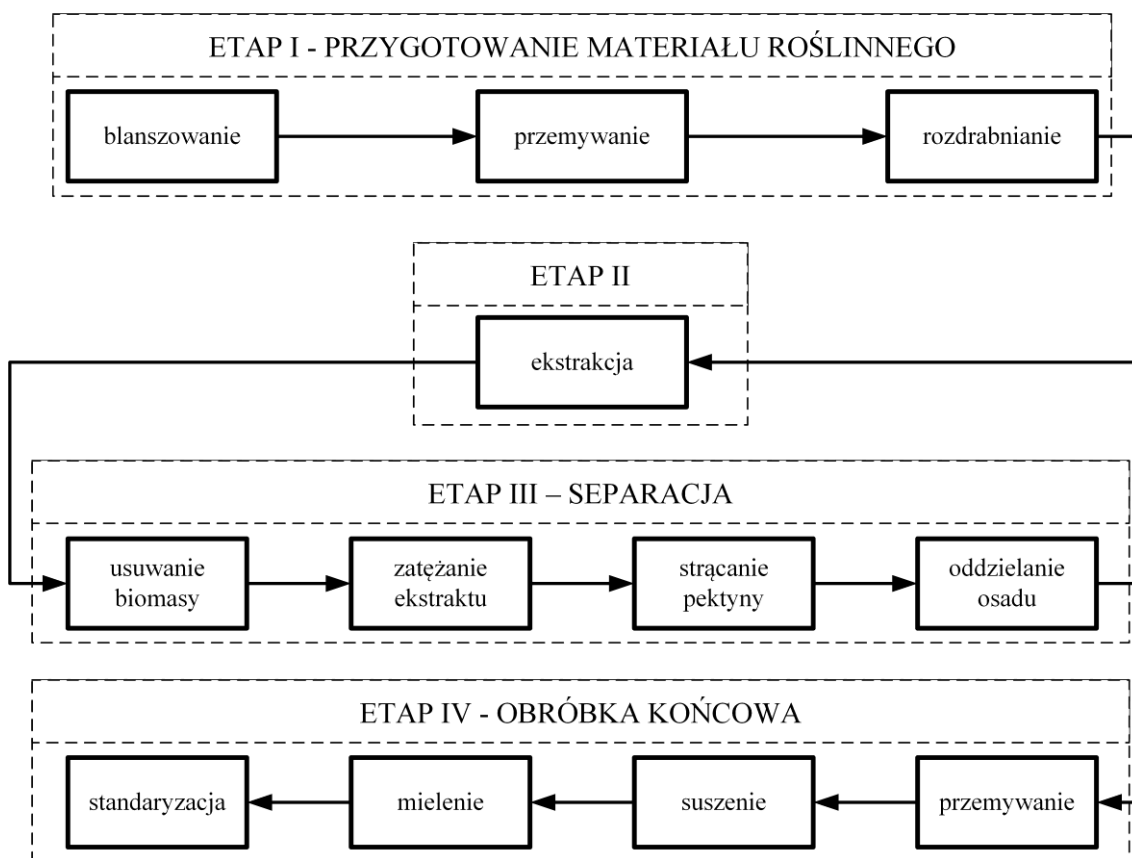 ETAP I - PRZYGOTOWANIE MATERIAŁU ROŚLINNEGO
blanszowanie
przemywanie
rozdrabnianie
ETAP II
ekstrakcja
ETAP III – SEPARACJA
usuwanie
biomasy
zatężanie
ekstraktu
strącanie
pektyny
oddzielanie
osadu
ETAP IV - OBRÓBKA KOŃCOWA
standaryzacja
mielenie
suszenie
przemywanie